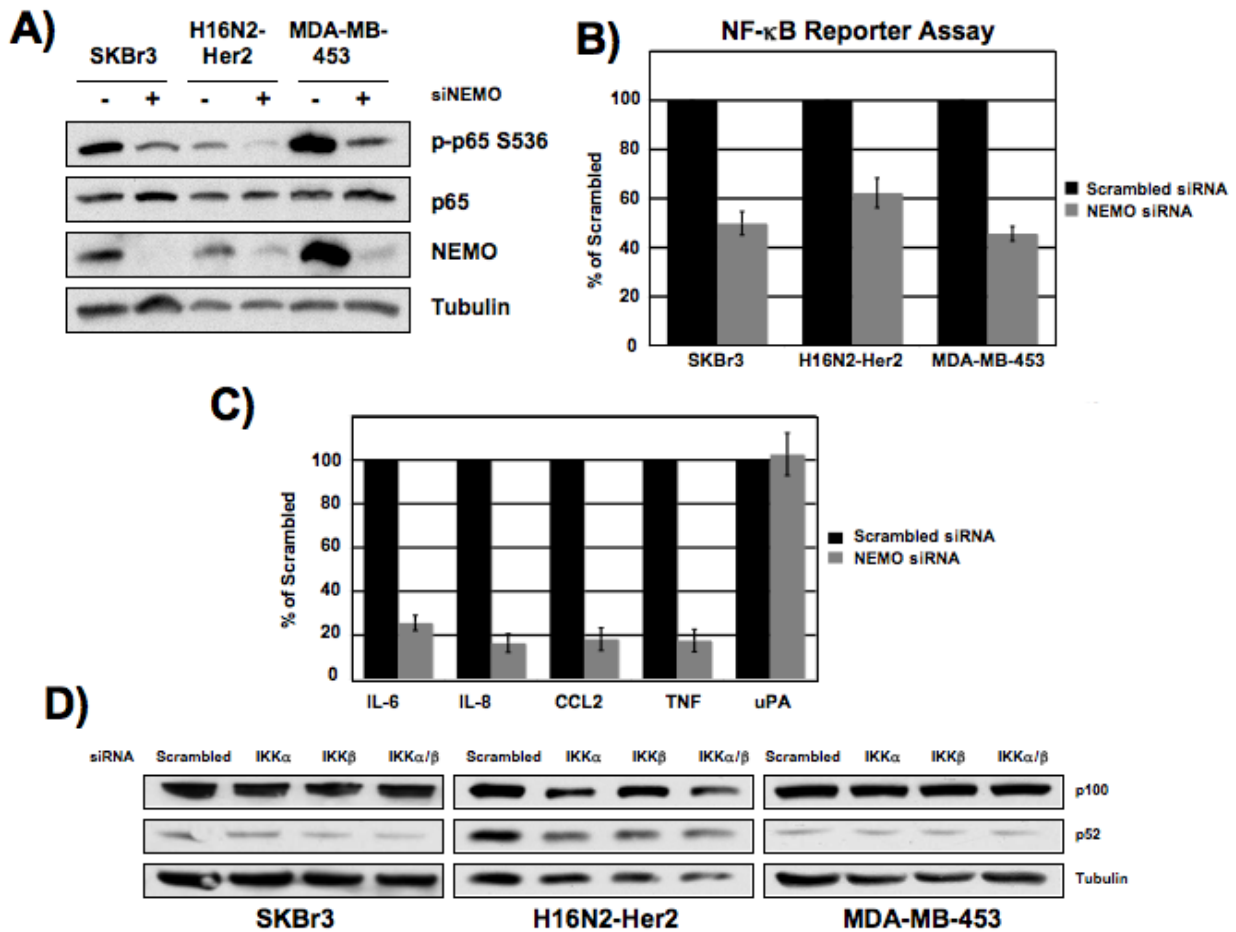 A)
SKBr3 H16N2-Her2 MDA-MB-453
- + - + - + siNEMO
p-p65 S536
p65
NEMO
Tubulin
B)
NF-κB Reporter Assay
% of Scrambled
100
80
60
40
20
0
SKBr3 H16N2-Her2 MDA-MB-453
Scrambled siRNA
NEMO siRNA
C)
% of Scrambled
100
80
60
40
20
0
IL-6 IL-8 CCL2 TNF uPA
Scrambled siRNA
NEMO siRNA
D)
siRNA Scrambled IKKα IKKβ IKKα/β Scrambled IKKα IKKβ IKKα/β Scrambled IKKα IKKβ IKKα/β
p100
p52
Tubulin
SKBr3 H16N2-Her2 MDA-MB-453